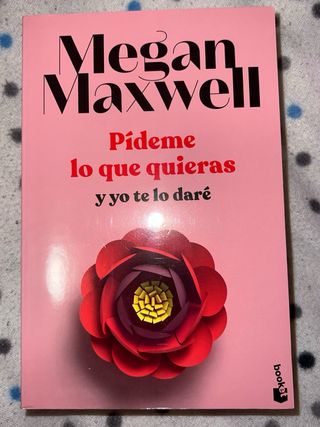 Megan
Maxwell
Pídeme
lo que quieras
y yo te lo daré
booket